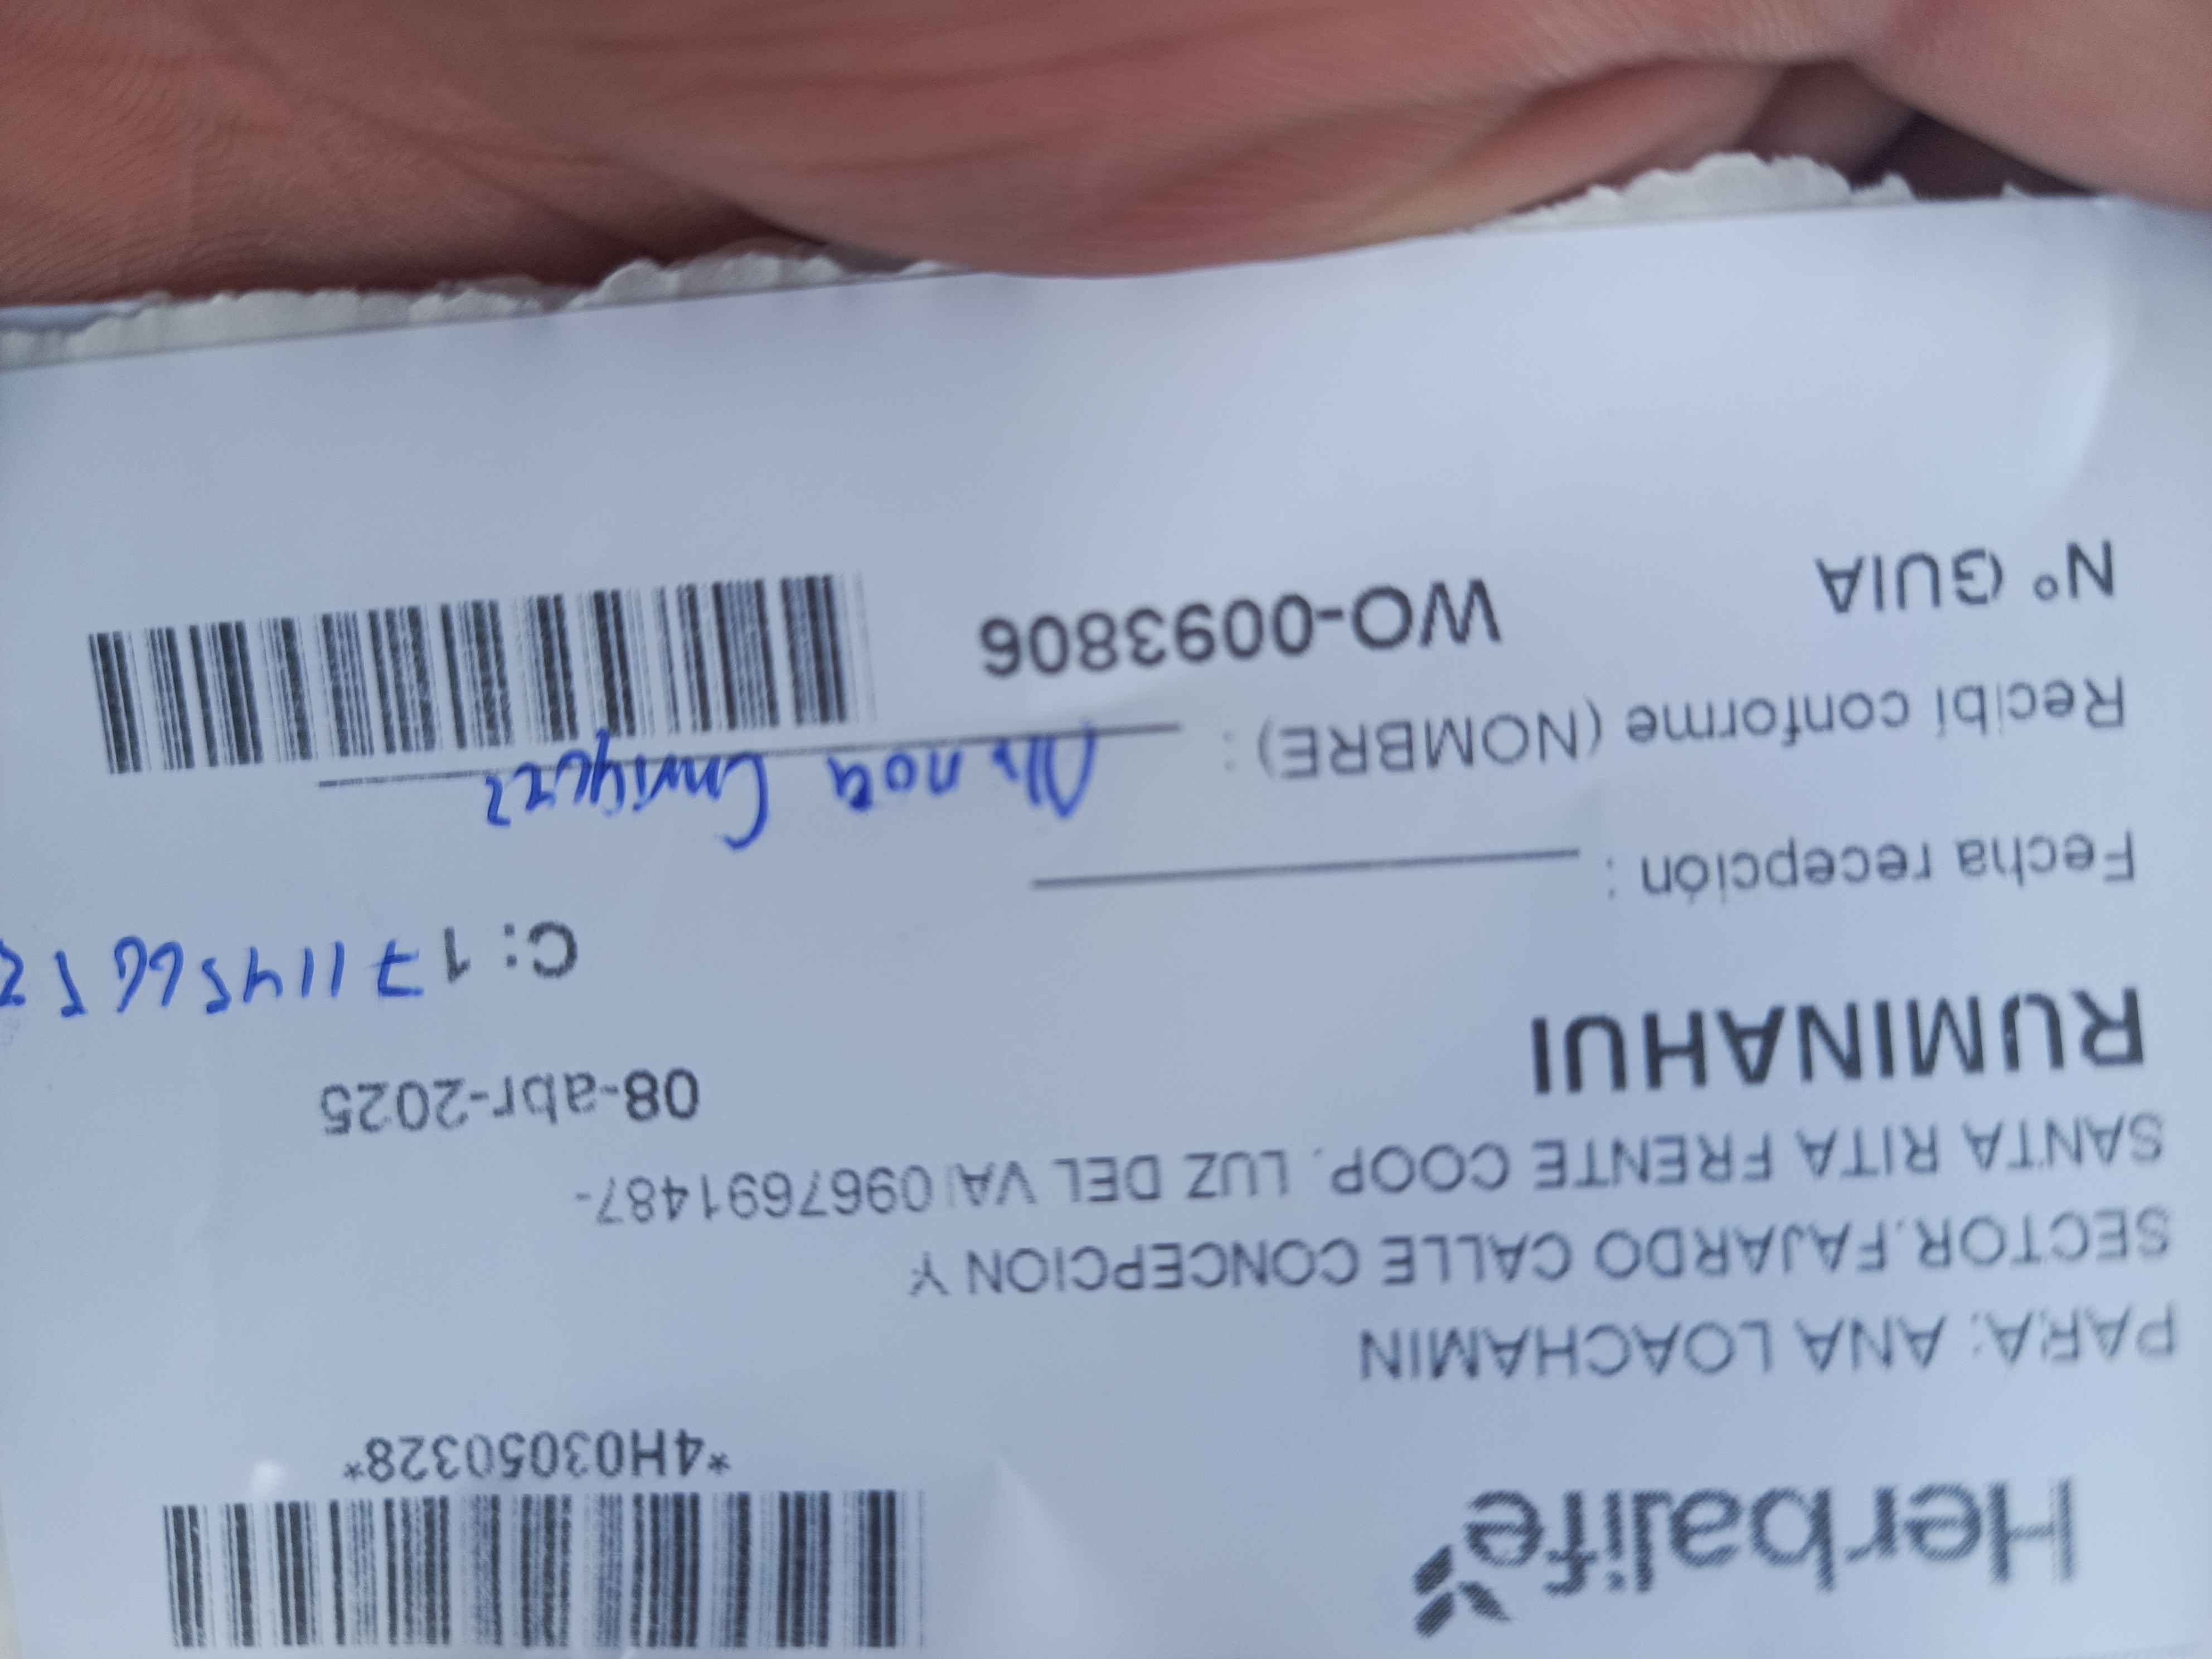 Herbalife
*4H03050328*
PARA: ANA LOACHAMIN
SECTOR.FAJARDO CALLE CONCEPCION Y
SANTA RITA FRENTE COOP. LUZ DEL VA 0967691487-
RUMINAHUI
08-abr-2025
C: 1
Fecha recepción :
Recibí conforme (NOMBRE) :
N° GUIA WO-0093806